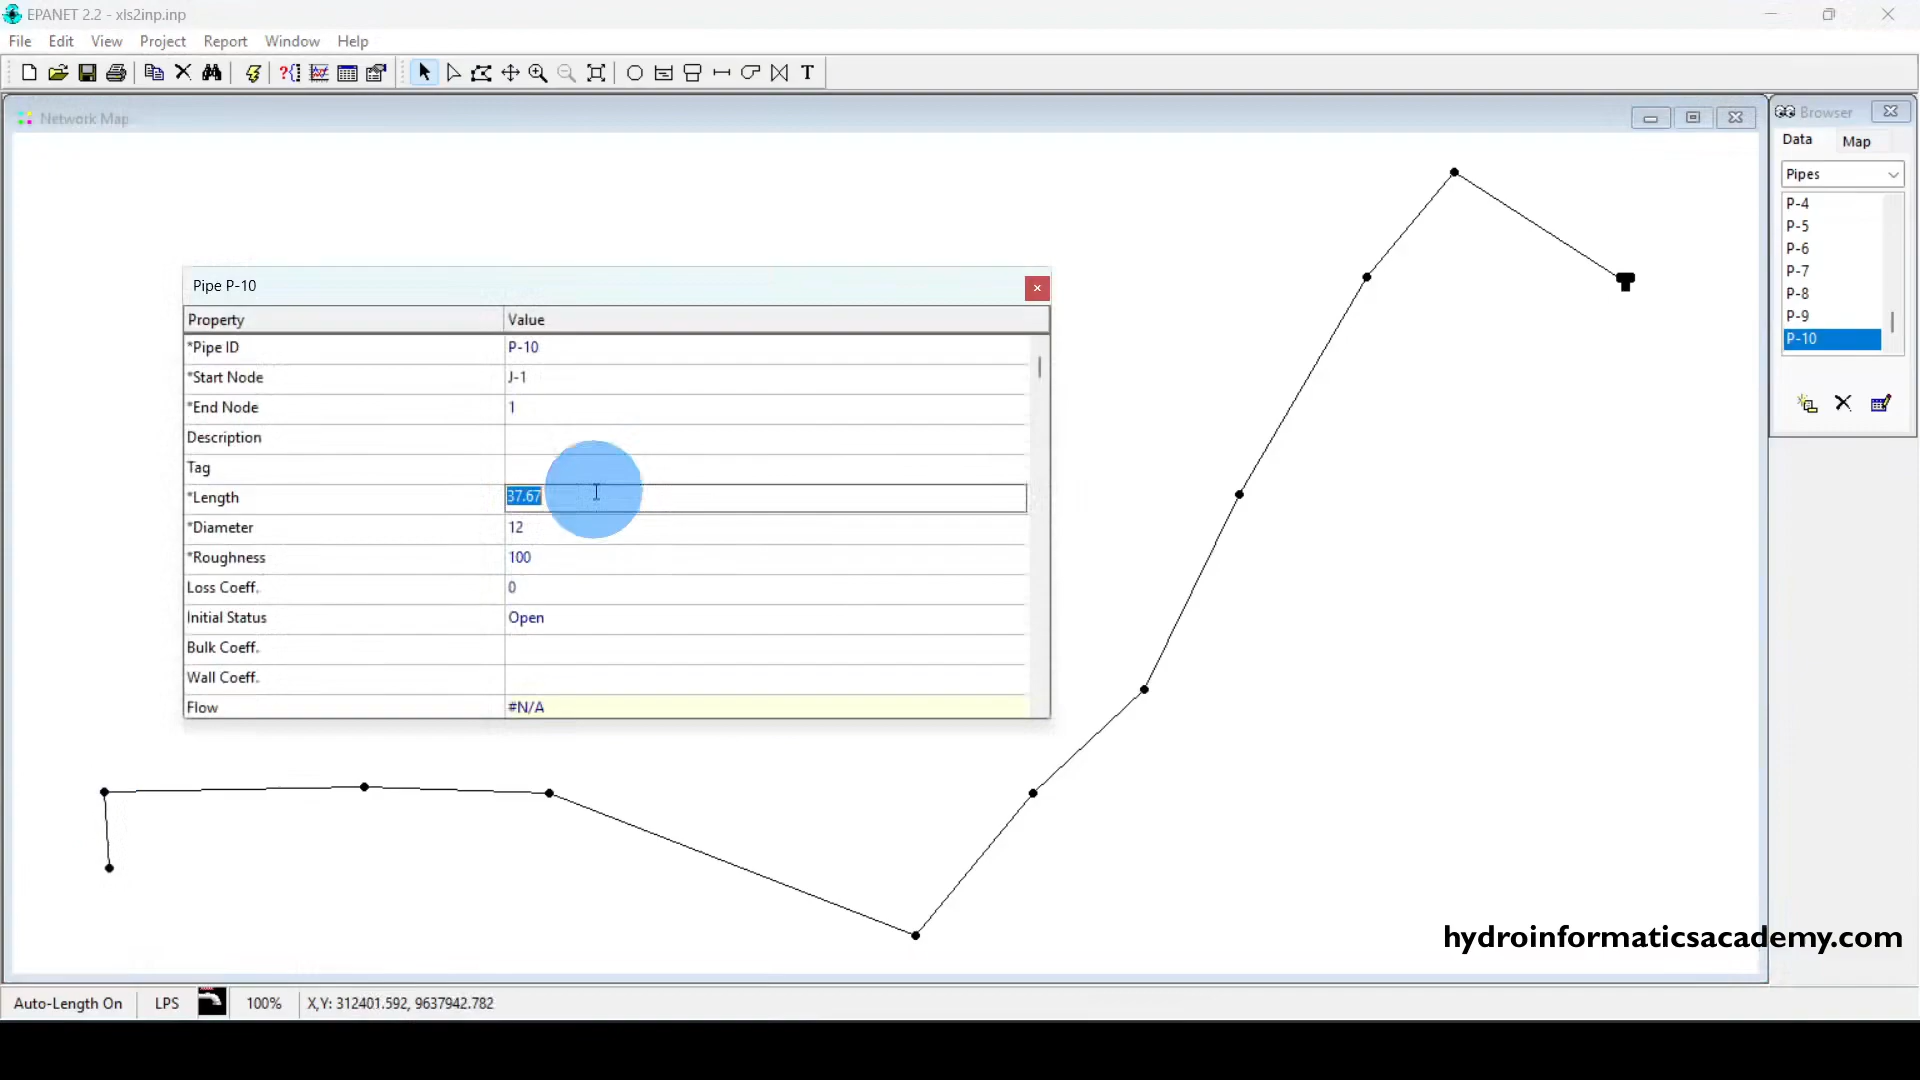 EPANET 2.2 - xls2inp.inp
File Edit View Project Report Window Help
Network Map
Browser
Data Map
Pipes
P-4
P-5
P-6
P-7
P-8
P-9
P-10
Pipe P-10
Property Value
*Pipe ID P-10
*Start Node J-1
*End Node 1
Description
Tag
*Length 37.67
*Diameter 12
*Roughness 100
Loss Coeff. 0
Initial Status Open
Bulk Coeff.
Wall Coeff.
Flow #N/A
hydroinformaticsacademy.com
Auto-Length On LPS 100% X,Y: 312401.592, 9637942.782